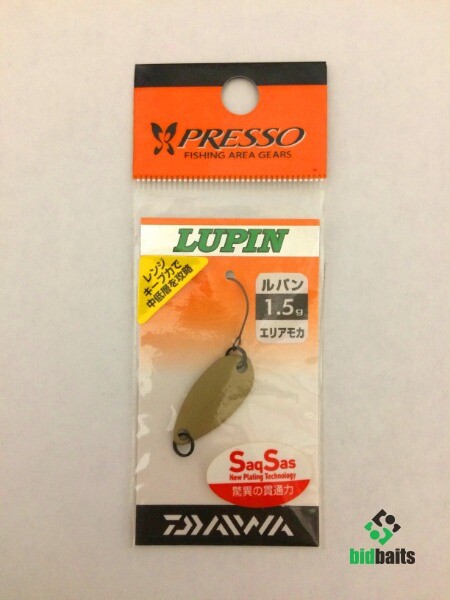 PRESSO
FISHING AREA GEARS
LUPIN
レンジ
キープ力で
中低層を攻略
ルパン
1.5g
エリアモカ
SaqSas
New Plating Technology
驚異の貫通力
DAIWA
bidbaits